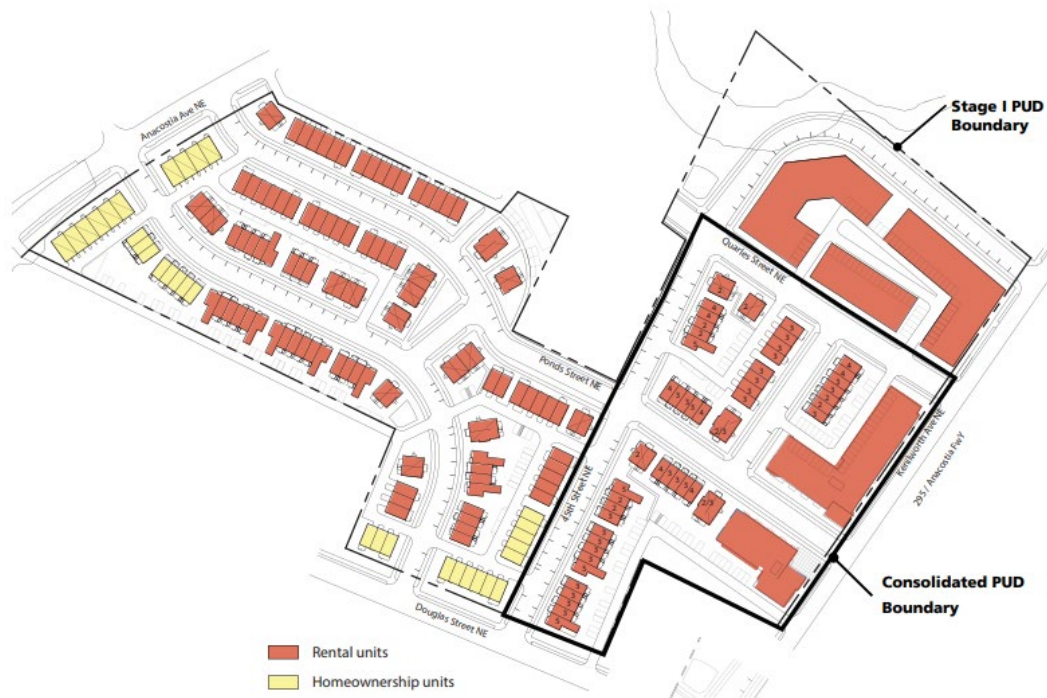 Anacostia Ave NE
Stage I PUD
Boundary
Quarles Street NE
Ponds Street NE
45th Street NE
Kenilworth Ave NE
295 / Anacostia FwY
Consolidated PUD
Boundary
Douglas Street NE
Rental units
Homeownership units